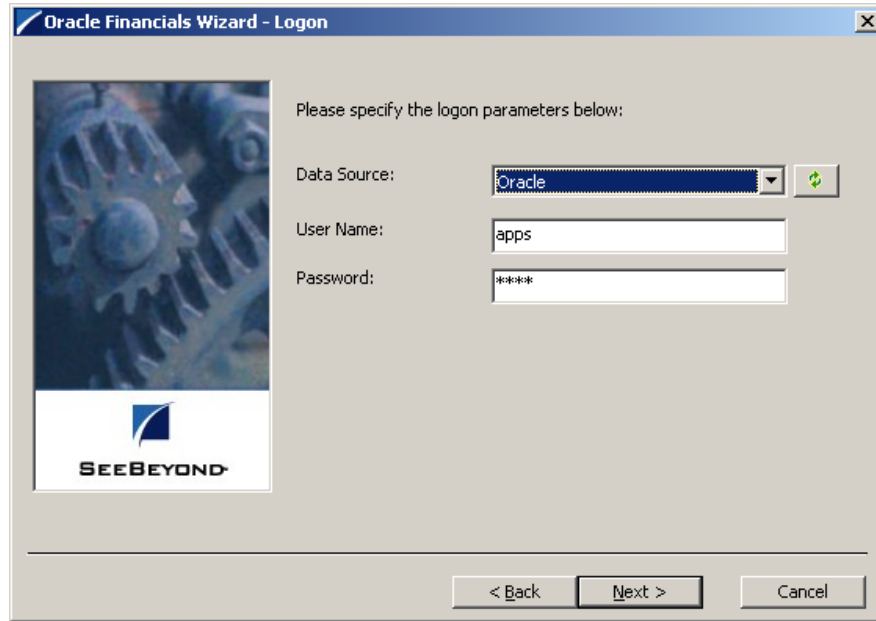 Oracle Financials Wizard - Logon
Please specify the logon parameters below:
Data Source:
Oracle
User Name:
apps
Password:
****
SEEBEYOND
< Back
Next >
Cancel